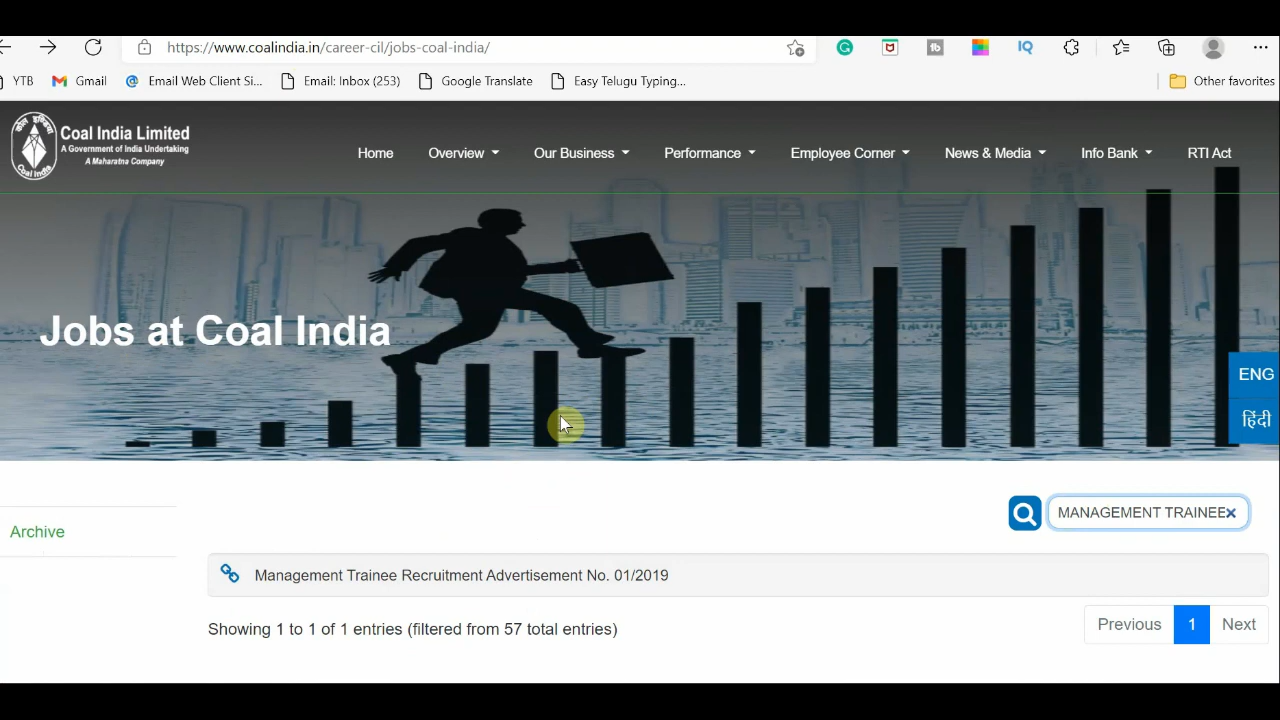 https://www.coalindia.in/career-cil/jobs-coal-india/
YTB
Gmail
Email Web Client Si...
Email: Inbox (253)
Google Translate
Easy Telugu Typing...
Other favorites
Coal India Limited
A Government of India Undertaking
A Maharatna Company
Home
Overview
Our Business
Performance
Employee Corner
News & Media
Info Bank
RTI Act
Jobs at Coal India
ENG
हिंदी
MANAGEMENT TRAINEE
Archive
Management Trainee Recruitment Advertisement No. 01/2019
Showing 1 to 1 of 1 entries (filtered from 57 total entries)
Previous
1
Next